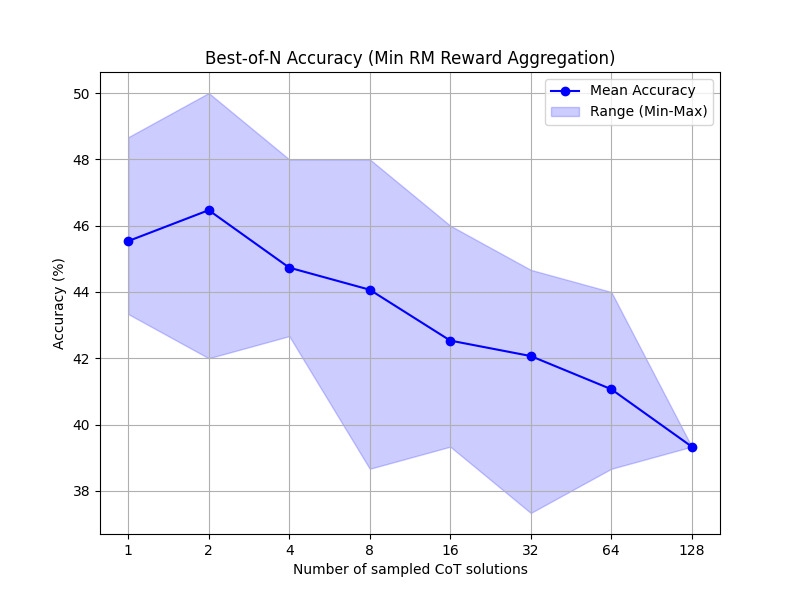 Best-of-N Accuracy (Min RM Reward Aggregation)
Mean Accuracy
Range (Min-Max)
Accuracy (%)
50
48
46
44
42
40
38
1 2 4 8 16 32 64 128
Number of sampled CoT solutions